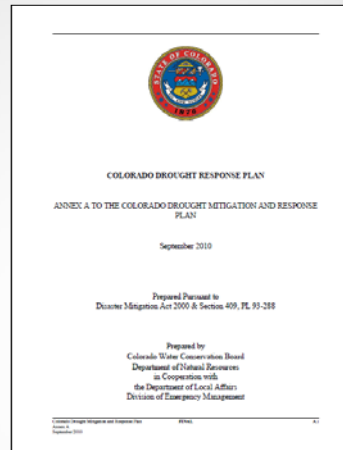 STATE OF COLORADO
1876
COLORADO DROUGHT RESPONSE PLAN
ANNEX A TO THE COLORADO DROUGHT MITIGATION AND RESPONSE
PLAN
September 2010
Prepared Pursuant to
Disaster Mitigation Act 2000 & Section 409, PL 93-288
Prepared by
Colorado Water Conservation Board
Department of Natural Resources
in Cooperation with
the Department of Local Affairs
Division of Emergency Management
Colorado Drought Mitigation and Response Plan FINAL A.i
Annex A
September 2010